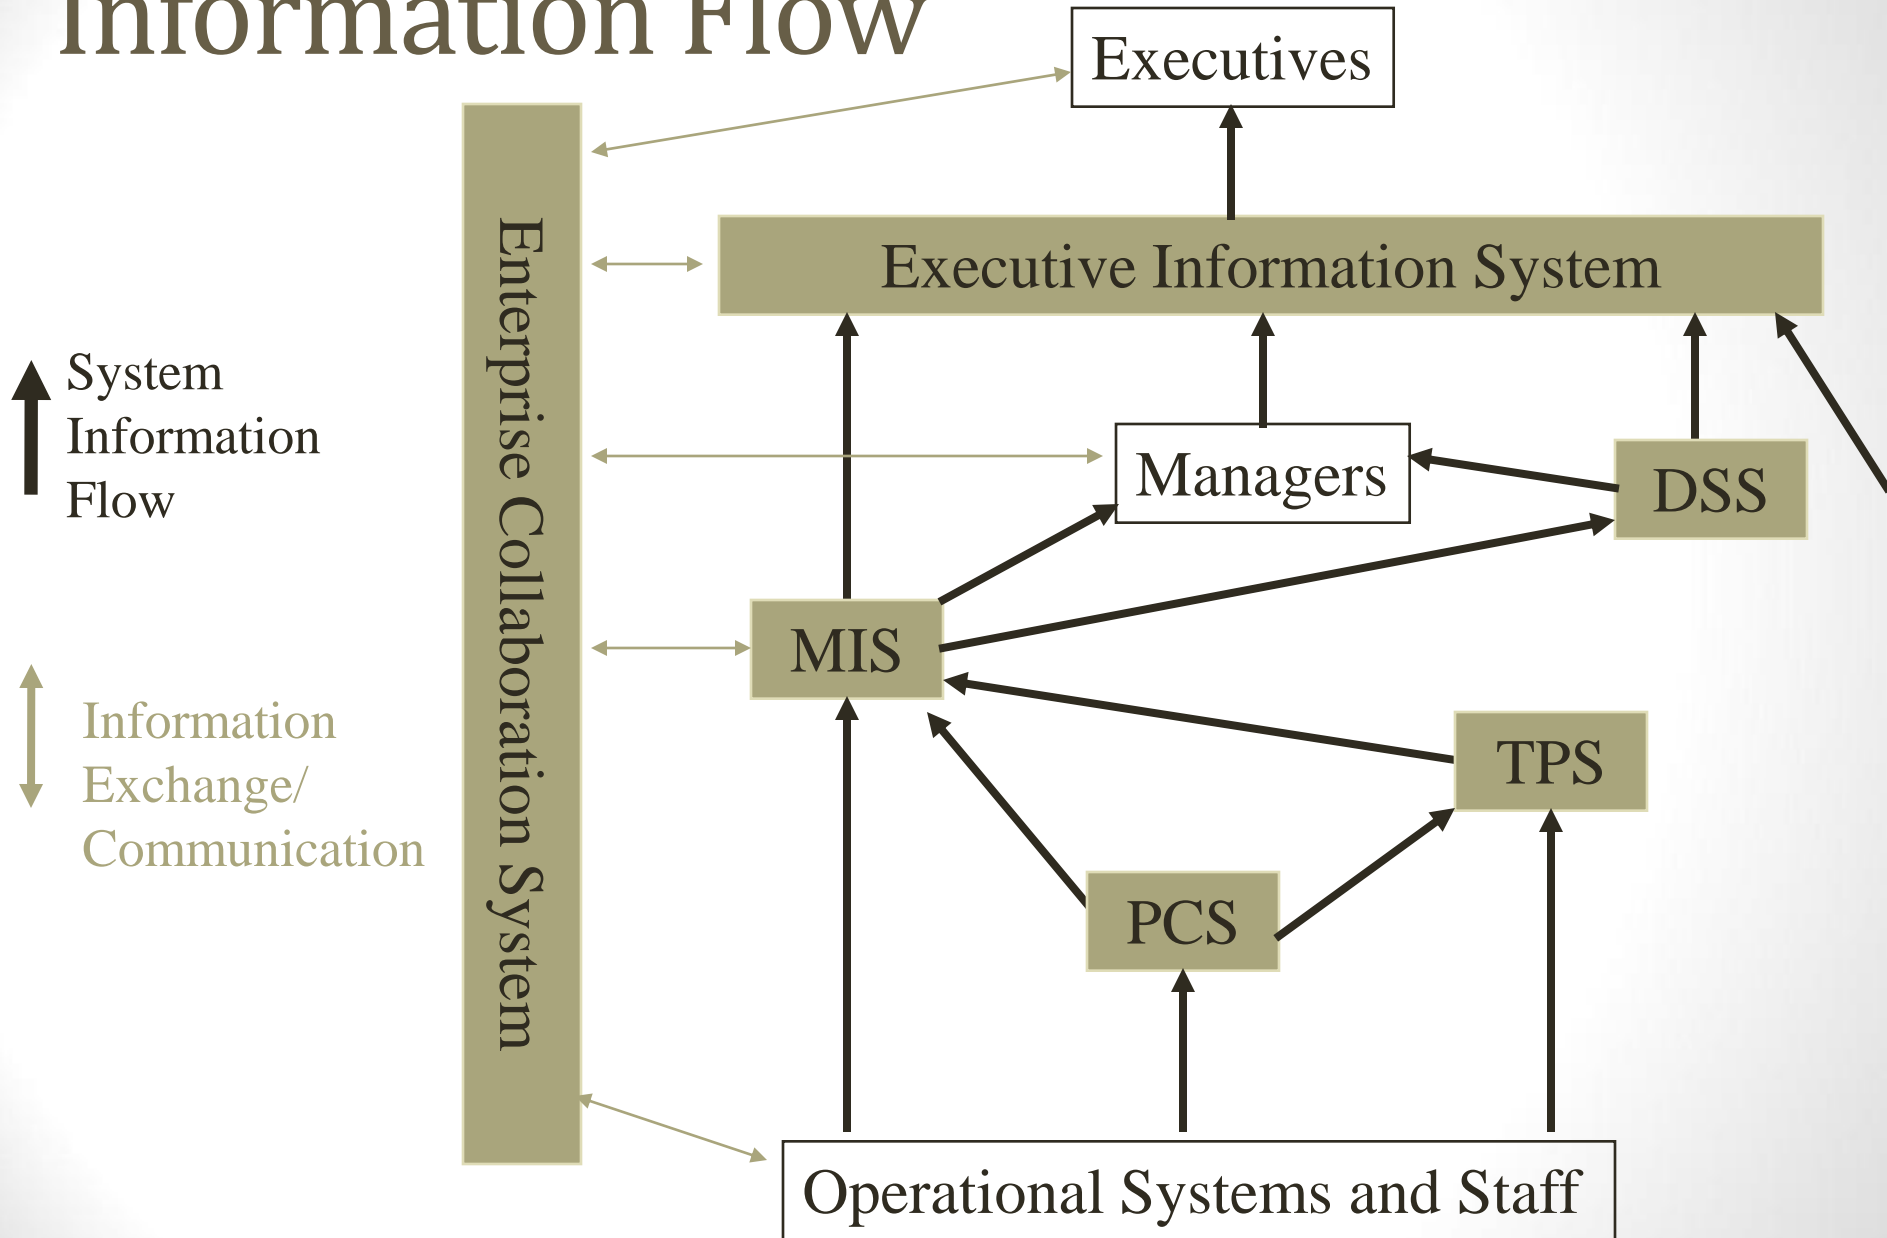 Information Flow
Executives
Executive Information System
Enterprise Collaboration System
System
Information
Flow
Managers
DSS
MIS
Information
Exchange/
Communication
TPS
PCS
Operational Systems and Staff